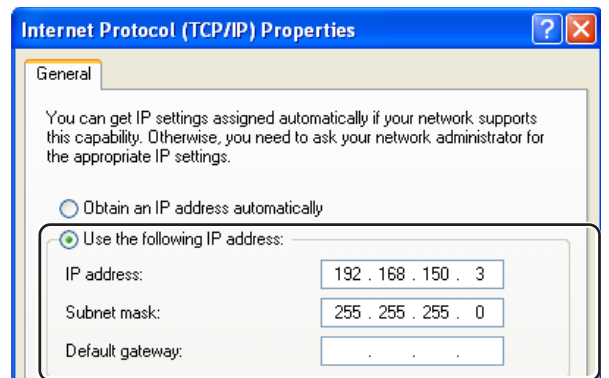 Internet Protocol (TCP/IP) Properties
General
You can get IP settings assigned automatically if your network supports
this capability. Otherwise, you need to ask your network administrator for
the appropriate IP settings.
Obtain an IP address automatically
Use the following IP address:
IP address: 192 . 168 . 150 . 3
Subnet mask: 255 . 255 . 255 . 0
Default gateway: . . .